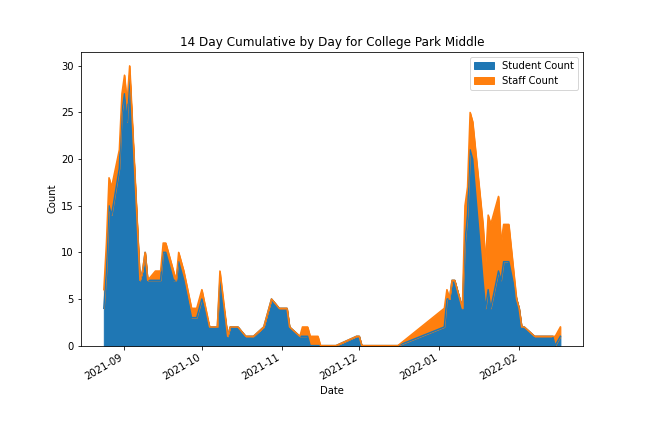 14 Day Cumulative by Day for College Park Middle
Student Count
Staff Count
30
25
20
15
10
5
0
Count
2021-09
2021-10
2021-11
2021-12
2022-01
2022-02
Date